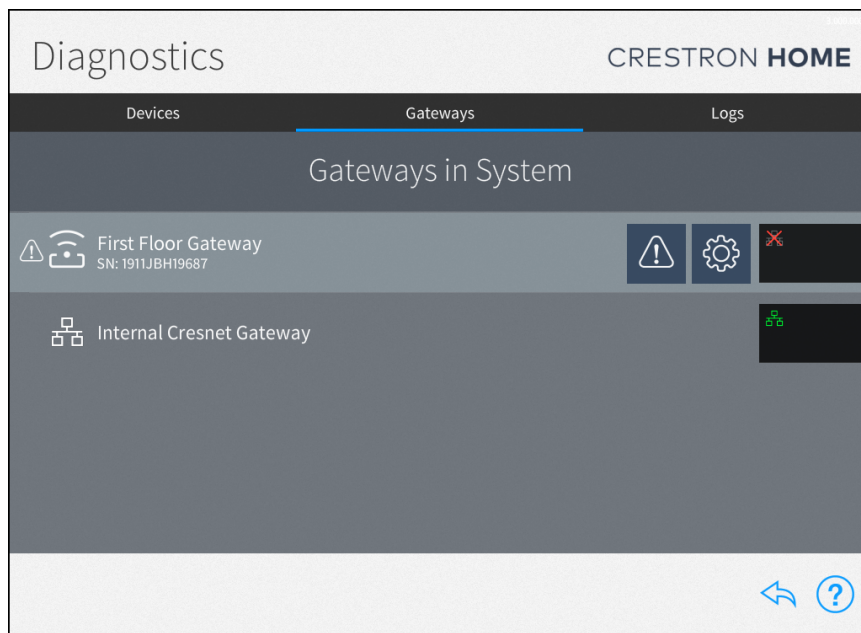 Diagnostics
CRESTRON HOME
Devices
Gateways
Logs
Gateways in System
First Floor Gateway
SN: 1911JBH19687
Internal Cresnet Gateway
?